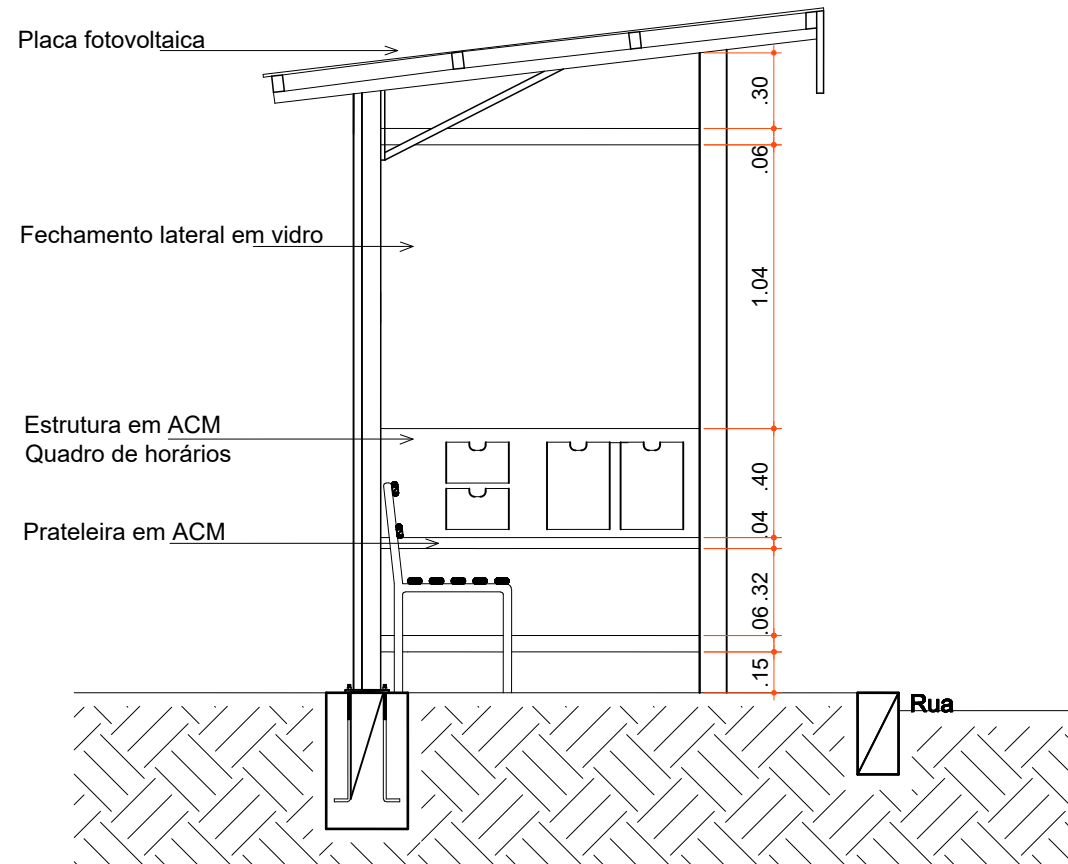 Placa fotovoltaica
.30
.06
Fechamento lateral em vidro
1.04
Estrutura em ACM
Quadro de horários
.40
Prateleira em ACM
.04
.32
.06
.15
Rua